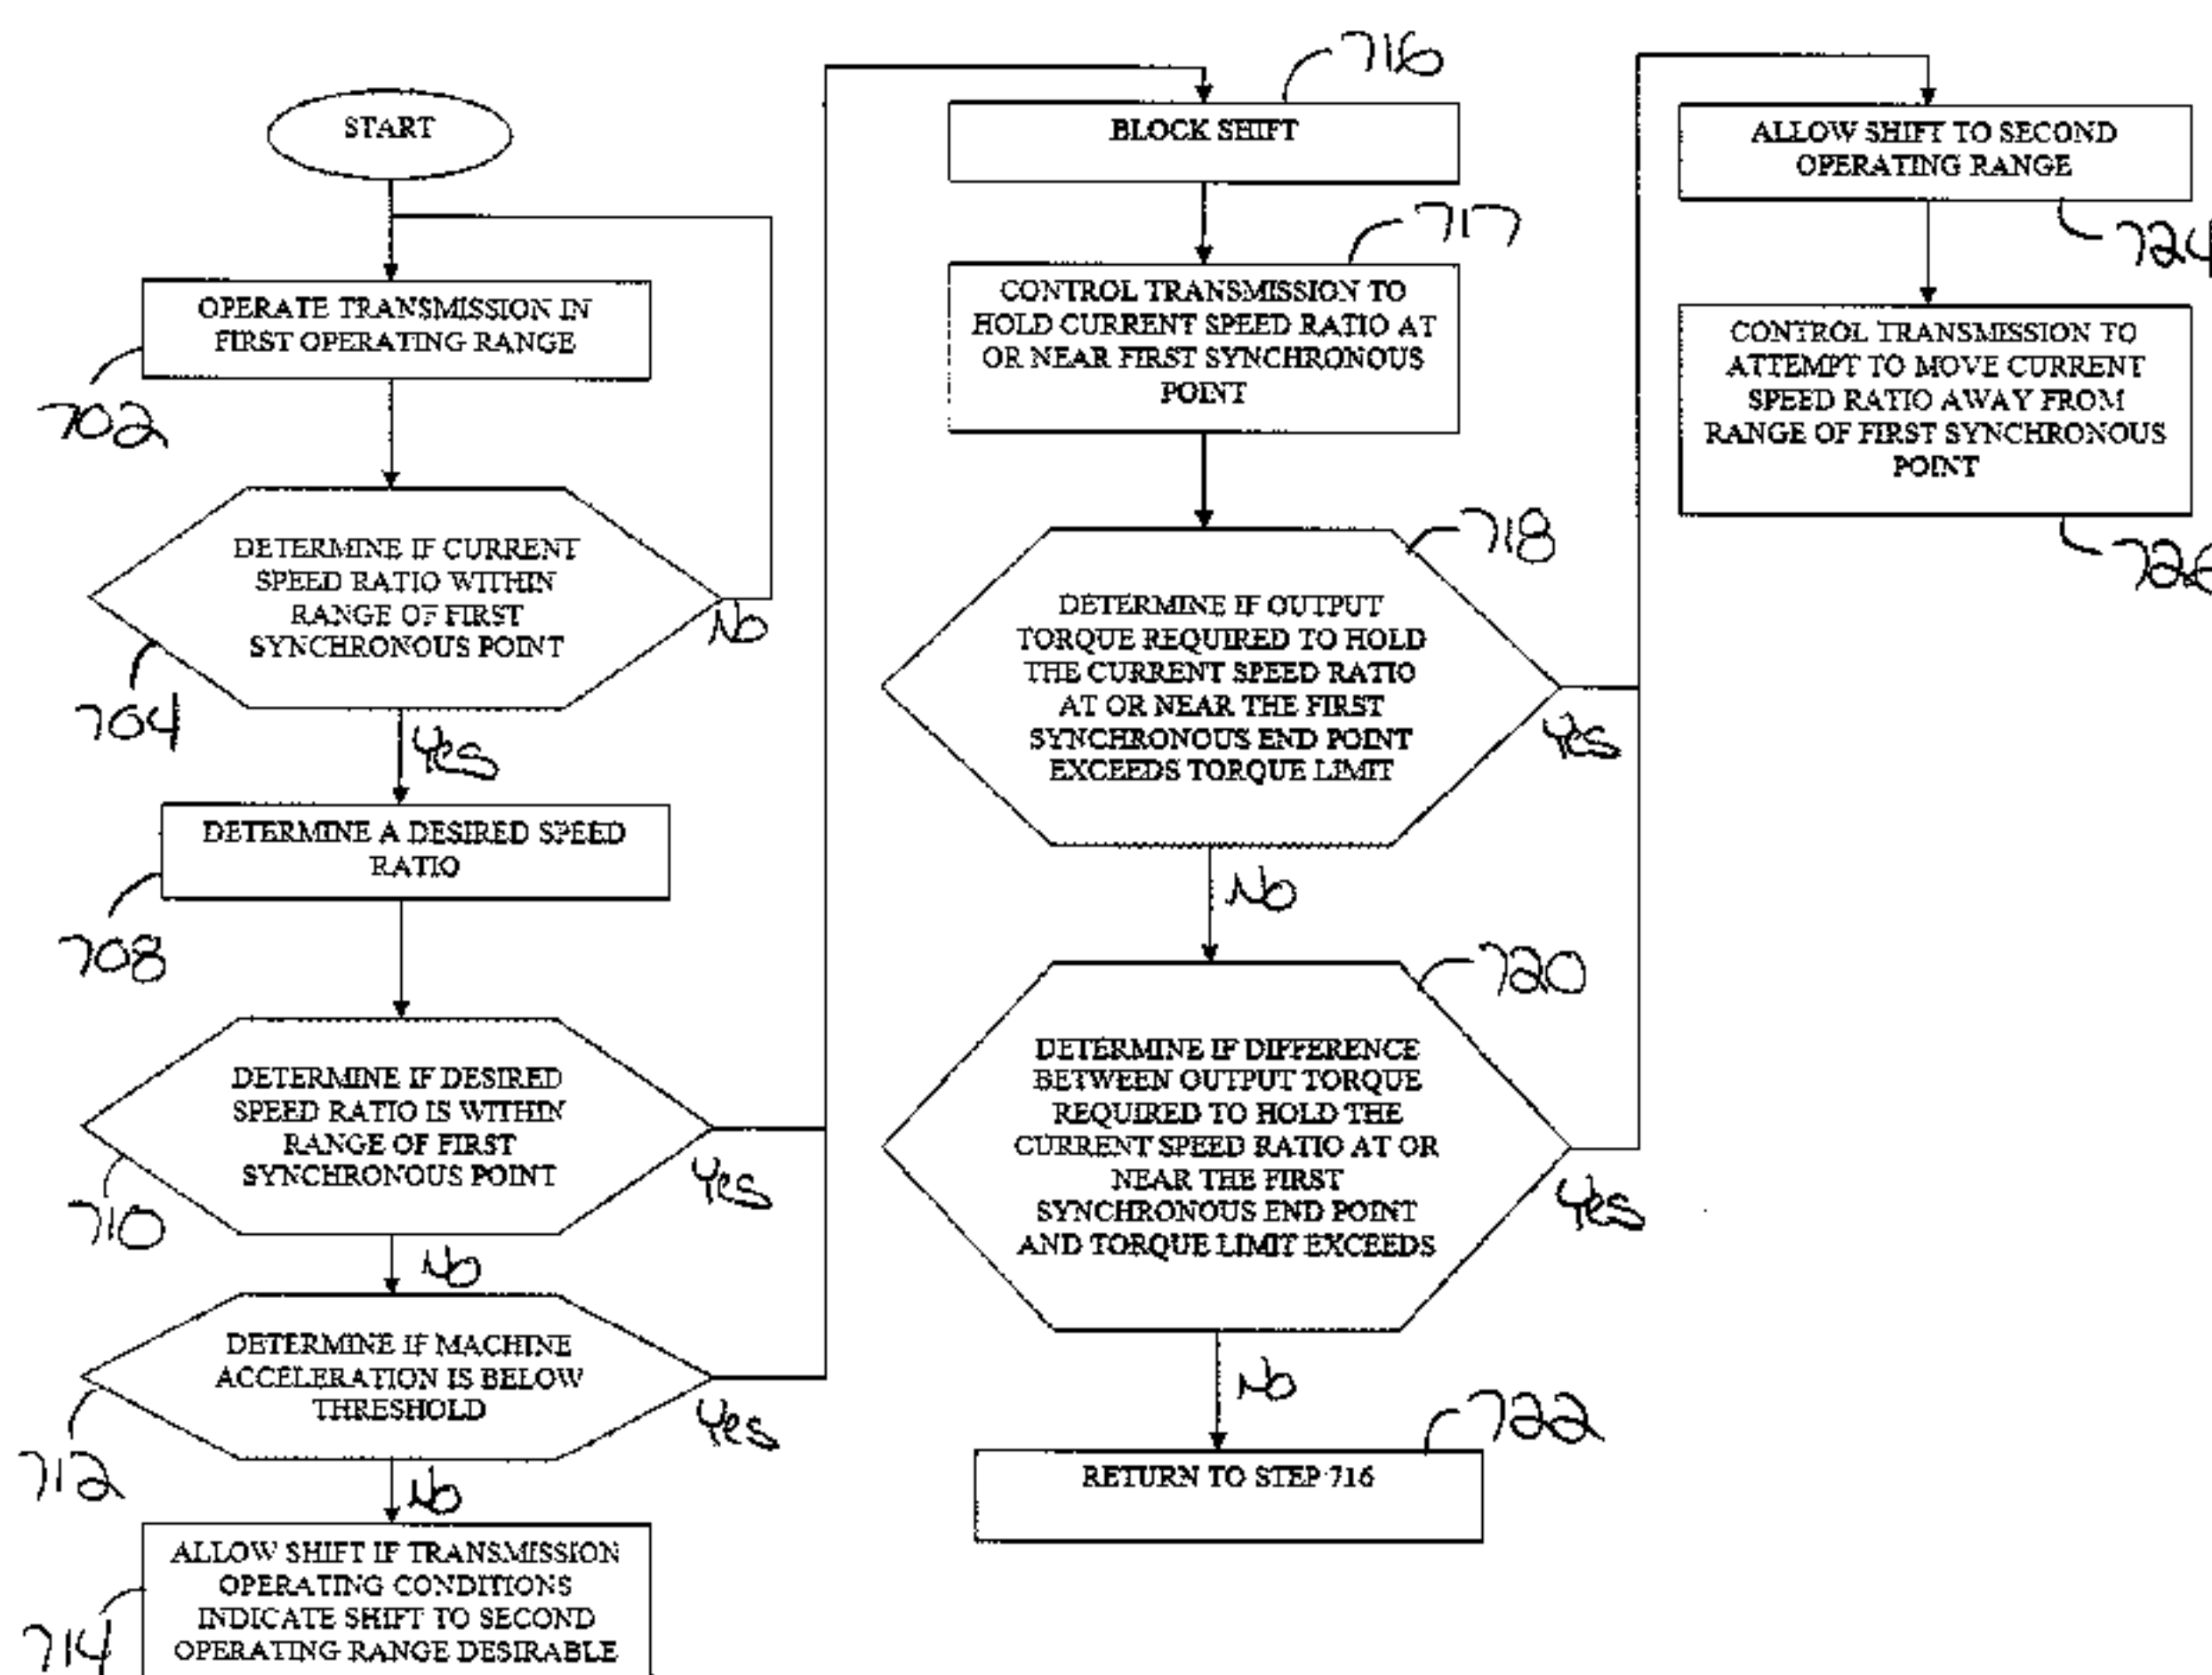 START
OPERATE TRANSMISSION IN
FIRST OPERATING RANGE
702
DETERMINE IF CURRENT
SPEED RATIO WITHIN
RANGE OF FIRST
SYNCHRONOUS POINT
No
704
Yes
DETERMINE A DESIRED SPEED
RATIO
708
DETERMINE IF DESIRED
SPEED RATIO IS WITHIN
RANGE OF FIRST
SYNCHRONOUS POINT
Yes
710
No
DETERMINE IF MACHINE
ACCELERATION IS BELOW
THRESHOLD
Yes
712
No
ALLOW SHIFT IF TRANSMISSION
OPERATING CONDITIONS
INDICATE SHIFT TO SECOND
OPERATING RANGE DESIRABLE
714
716
BLOCK SHIFT
717
CONTROL TRANSMISSION TO
HOLD CURRENT SPEED RATIO AT
OR NEAR FIRST SYNCHRONOUS
POINT
718
DETERMINE IF OUTPUT
TORQUE REQUIRED TO HOLD
THE CURRENT SPEED RATIO
AT OR NEAR THE FIRST
SYNCHRONOUS END POINT
EXCEEDS TORQUE LIMIT
Yes
No
720
DETERMINE IF DIFFERENCE
BETWEEN OUTPUT TORQUE
REQUIRED TO HOLD THE
CURRENT SPEED RATIO AT OR
NEAR THE FIRST
SYNCHRONOUS END POINT
AND TORQUE LIMIT EXCEEDS
Yes
No
722
RETURN TO STEP 716
ALLOW SHIFT TO SECOND
OPERATING RANGE
724
CONTROL TRANSMISSION TO
ATTEMPT TO MOVE CURRENT
SPEED RATIO AWAY FROM
RANGE OF FIRST SYNCHRONOUS
POINT
726